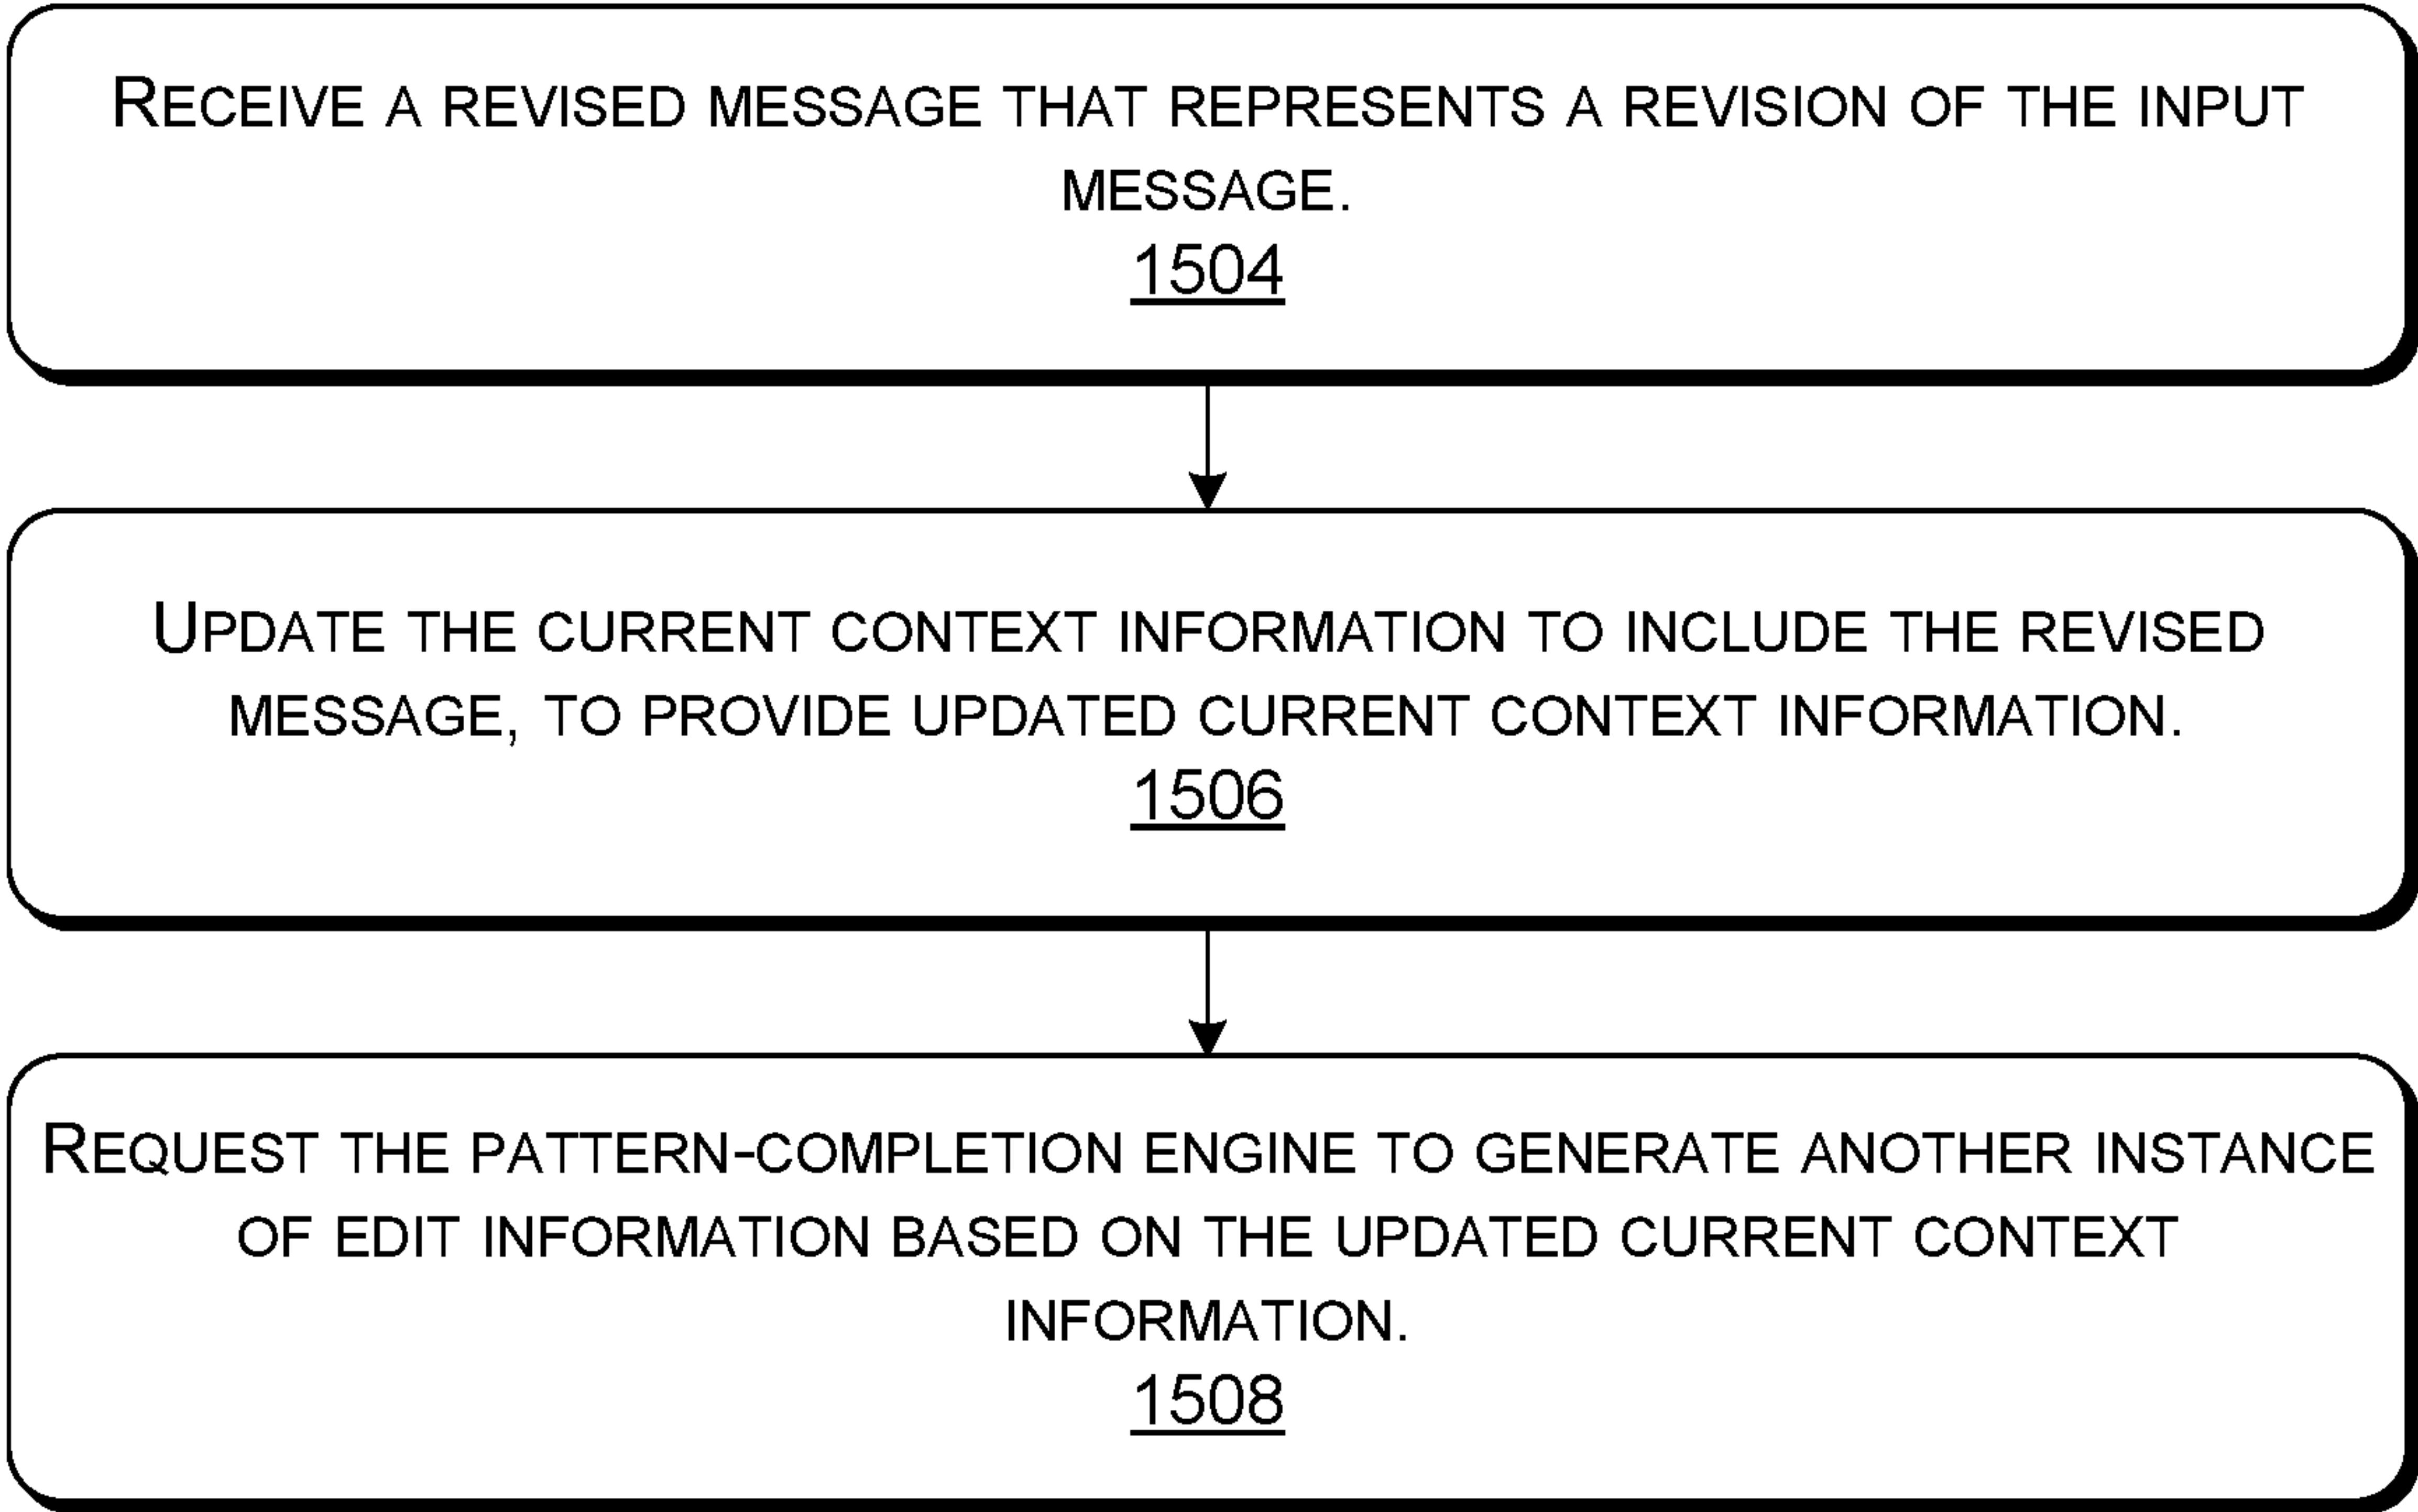 RECEIVE A REVISED MESSAGE THAT REPRESENTS A REVISION OF THE INPUT
MESSAGE.
1504
UPDATE THE CURRENT CONTEXT INFORMATION TO INCLUDE THE REVISED
MESSAGE, TO PROVIDE UPDATED CURRENT CONTEXT INFORMATION.
1506
REQUEST THE PATTERN-COMPLETION ENGINE TO GENERATE ANOTHER INSTANCE
OF EDIT INFORMATION BASED ON THE UPDATED CURRENT CONTEXT
INFORMATION.
1508